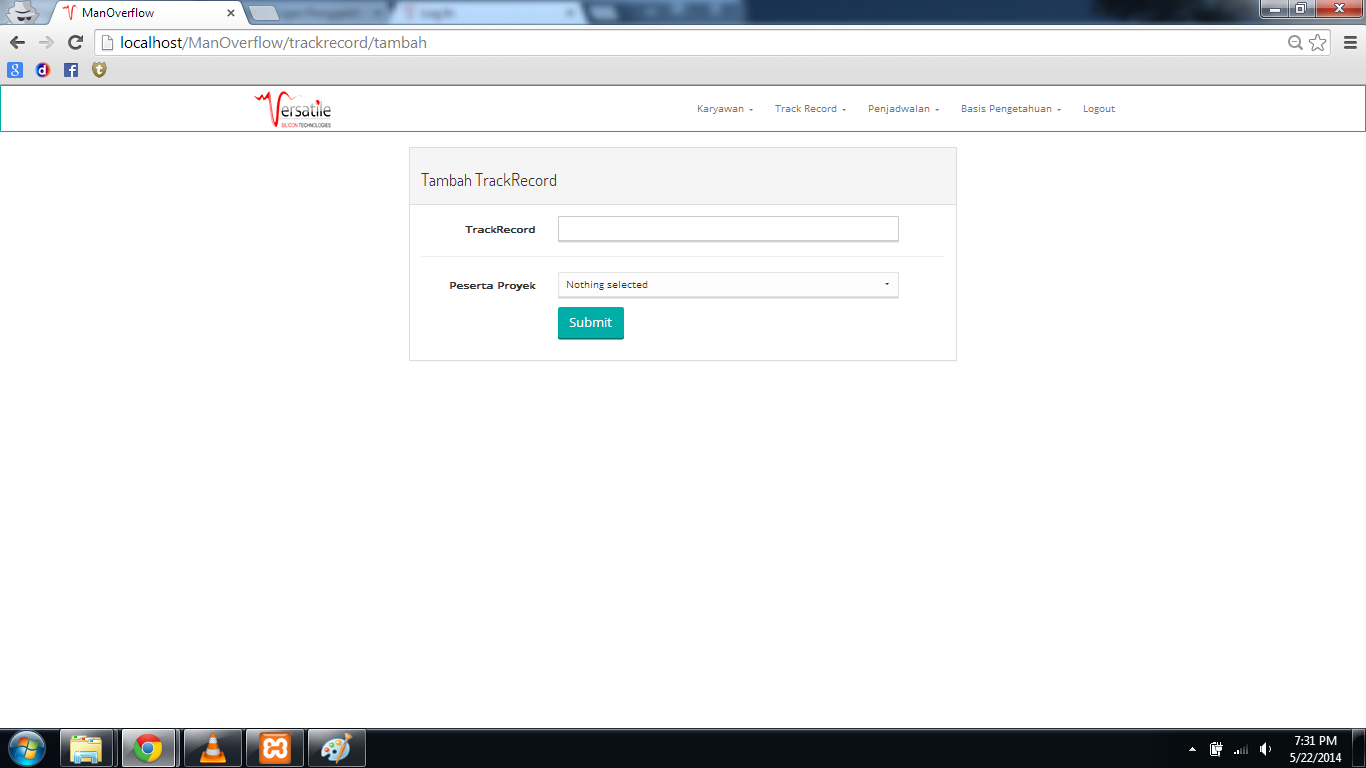 ManOverflow
Log In
localhost/ManOverflow/trackrecord/tambah
Versatile
SILICON TECHNOLOGIES
Karyawan
Track Record
Penjadwalan
Basis Pengetahuan
Logout
Tambah TrackRecord
TrackRecord
Peserta Proyek
Nothing selected
Submit
7:31 PM
5/22/2014